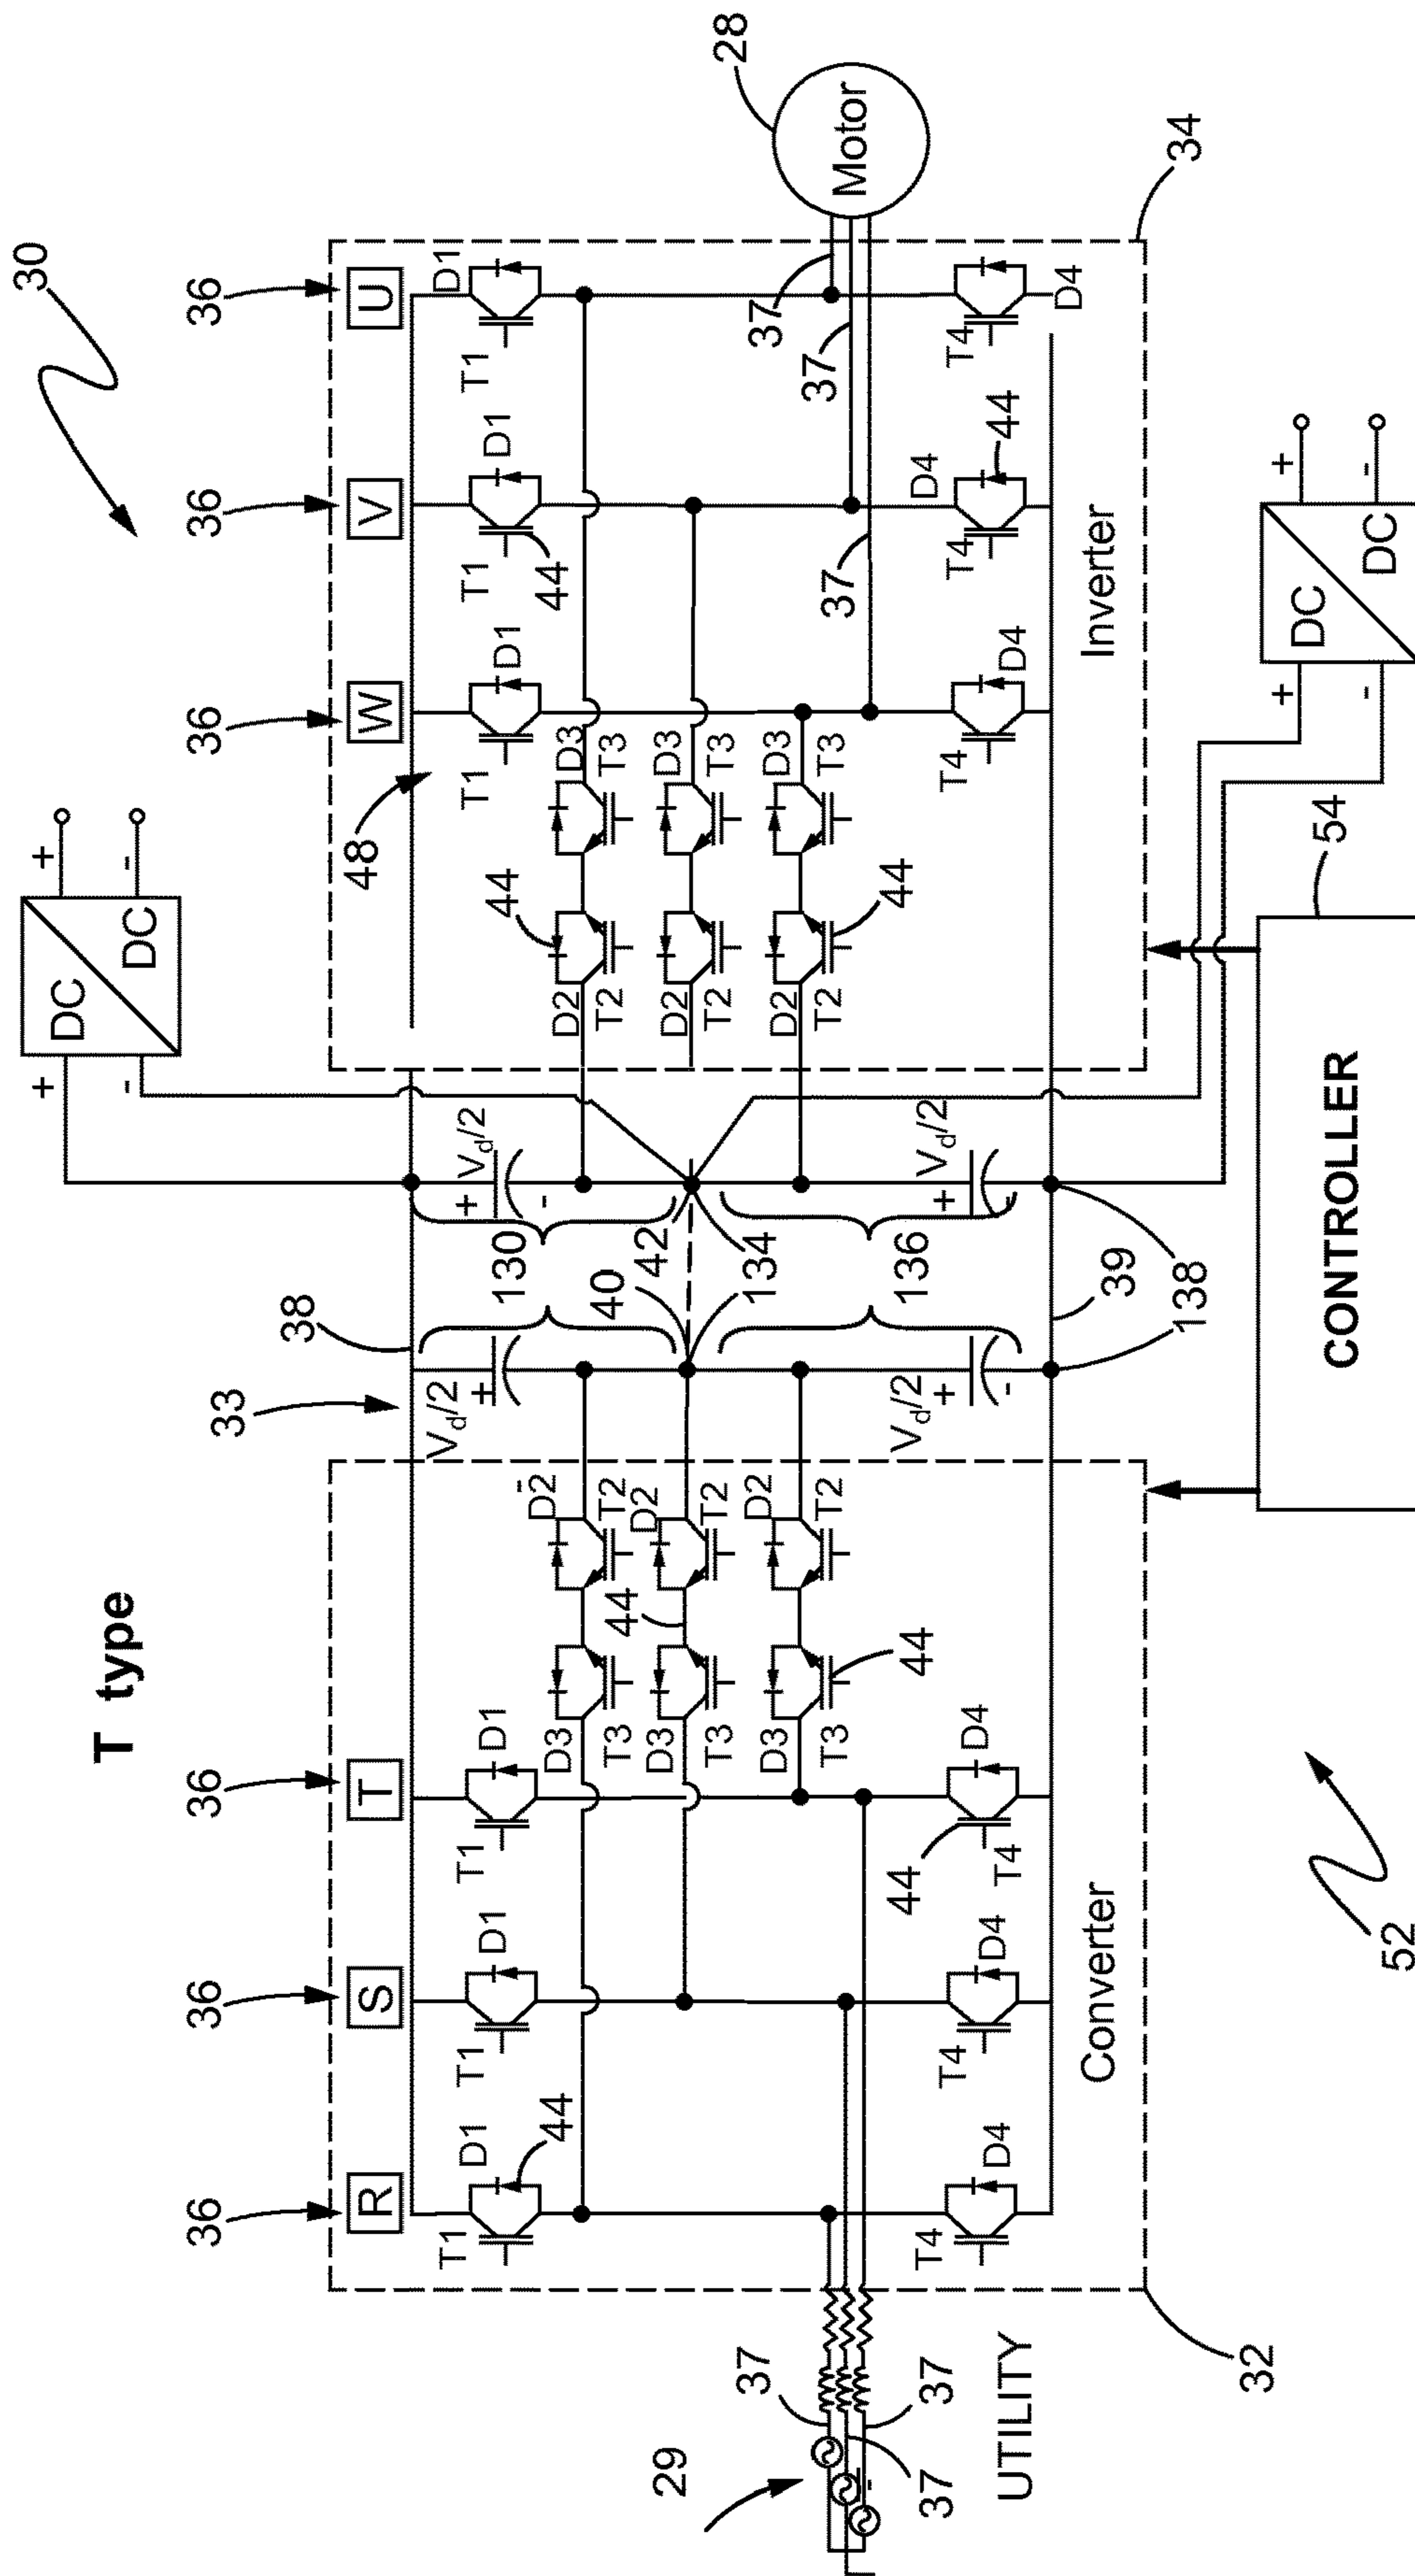 30
+
DC
+
-
DC
-
T type
36
36
36
36
36
36
33
38
48
R
S
T
W
V
U
T1
D1
T1
D1
T1
D1
V_d/2
+
V_d/2
+
-
T1
D1
T1
D1
T1
D1
44
44
44
D3
D2
D2
D3
T3
T2
T2
T3
130
D3
D2
D2
D3
T3
T2
T2
T3
44
40
42
D3
D2
D2
D3
T3
T2
T2
T3
44
44
134
34
28
Motor
29
37
37
37
37
37
37
136
V_d/2
+
-
V_d/2
+
-
T4
D4
T4
D4
T4
D4
44
T4
D4
T4
D4
T4
D4
44
UTILITY
Converter
39
Inverter
138
34
32
+
DC
+
-
DC
-
54
CONTROLLER
52